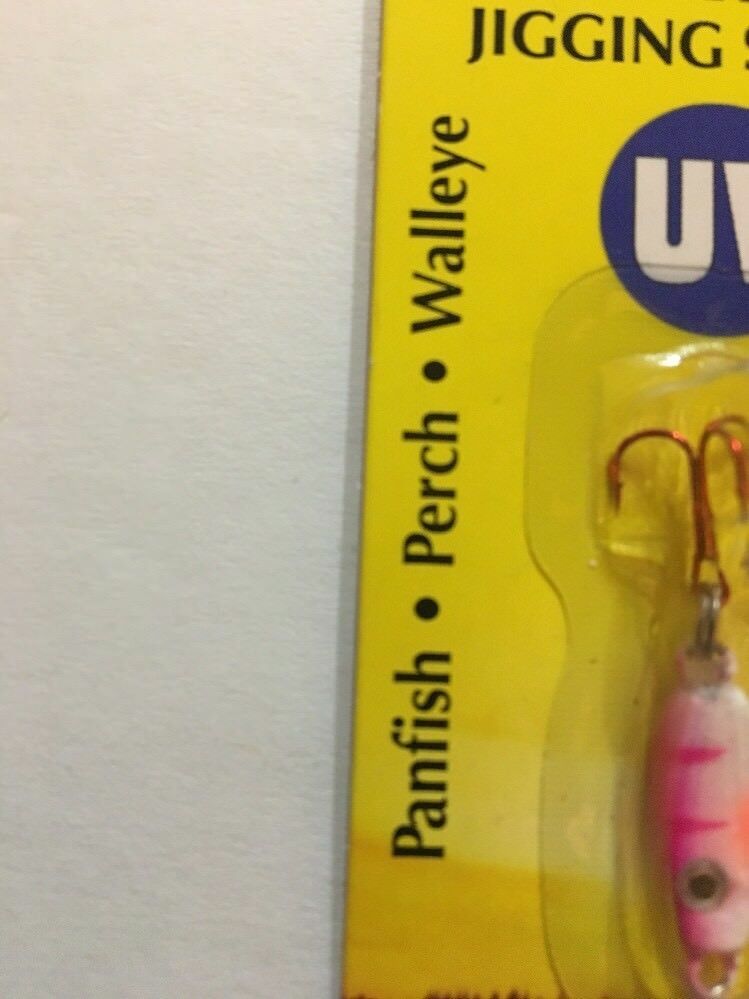 JIGGING
UV
Panfish • Perch • Walleye